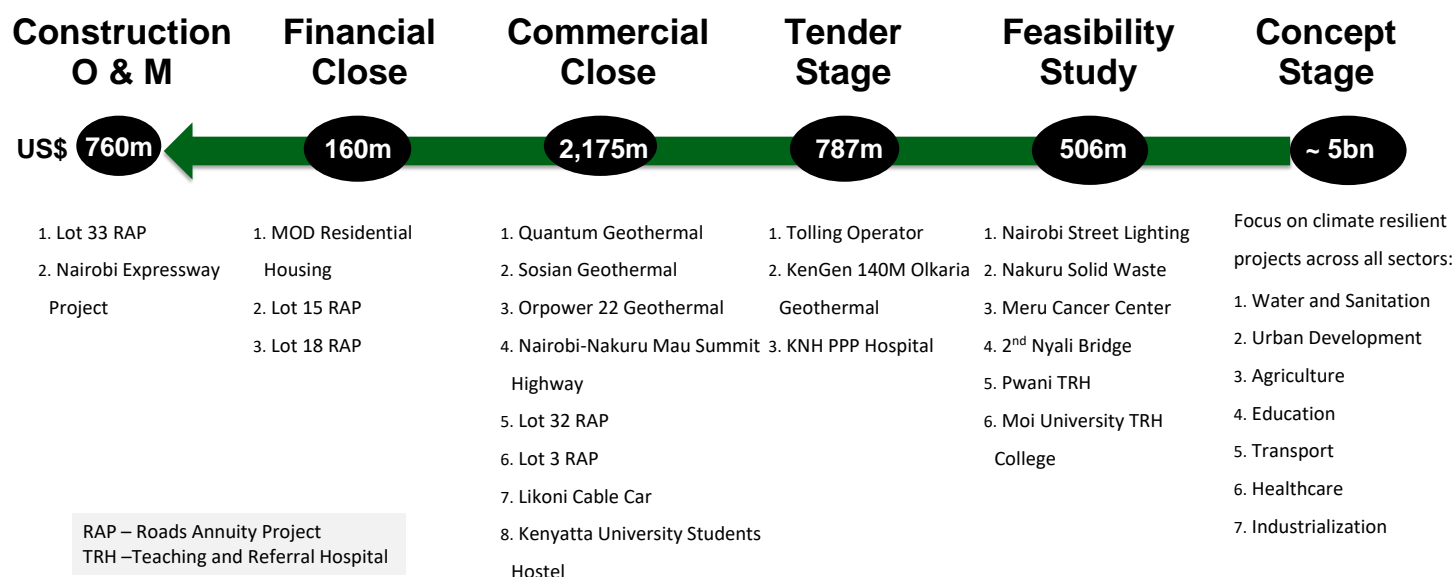 Construction
O & M
Financial
Close
Commercial
Close
Tender
Stage
Feasibility
Study
Concept
Stage
US$ 760m 160m 2,175m 787m 506m ~ 5bn
1. Lot 33 RAP
2. Nairobi Expressway
Project
1. MOD Residential
Housing
2. Lot 15 RAP
3. Lot 18 RAP
1. Quantum Geothermal
2. Sosian Geothermal
3. Orpower 22 Geothermal
4. Nairobi-Nakuru Mau Summit
Highway
5. Lot 32 RAP
6. Lot 3 RAP
7. Likoni Cable Car
8. Kenyatta University Students
Hostel
1. Tolling Operator
2. KenGen 140M Olkaria
Geothermal
3. KNH PPP Hospital
1. Nairobi Street Lighting
2. Nakuru Solid Waste
3. Meru Cancer Center
4. 2nd Nyali Bridge
5. Pwani TRH
6. Moi University TRH
College
Focus on climate resilient
projects across all sectors:
1. Water and Sanitation
2. Urban Development
3. Agriculture
4. Education
5. Transport
6. Healthcare
7. Industrialization
RAP – Roads Annuity Project
TRH –Teaching and Referral Hospital